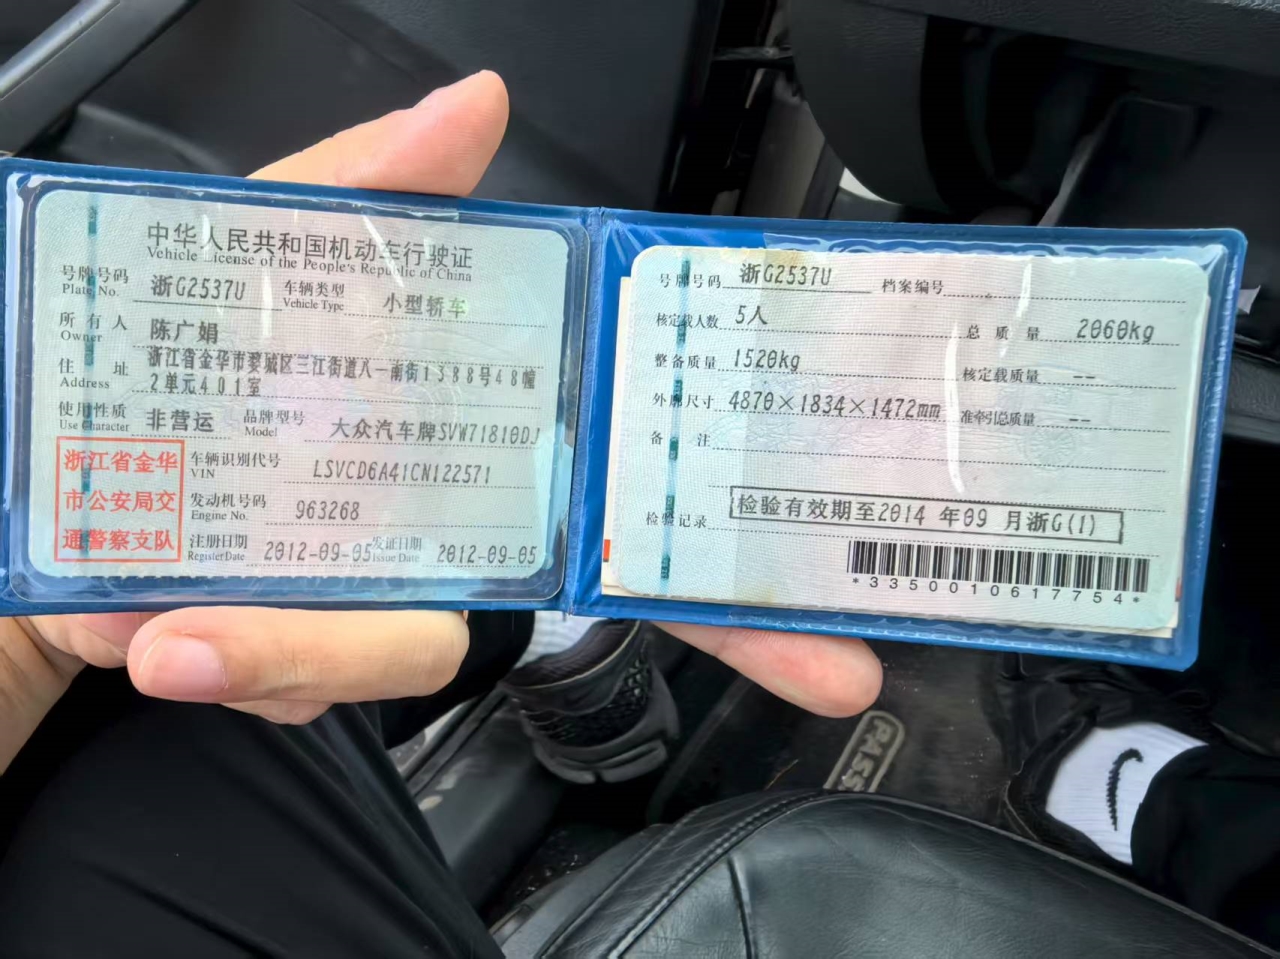 中华人民共和国机动车行驶证
Vehicle License of the People's Republic of China
号牌号码 浙G2537U 车辆类型 小型轿车
Plate No. Vehicle Type
所有人 陈广娟
Owner
住址 浙江省金华市婺城区三江街道八一南街1388号48幢
Address 2单元401室
使用性质 非营运 品牌型号 大众汽车牌SVW71810DJ
Use Character Model
浙江省金华
市公安局交
通警察支队
车辆识别代号 LSVCD6A41CN122571
VIN
发动机号码 963268
Engine No.
注册日期 2012-09-05 发证日期 2012-09-05
Register Date Issue Date
号牌号码 浙G2537U 档案编号
核定载人数 5人 总质量 2060kg
整备质量 1520kg 核定载质量 --
外廓尺寸 4870×1834×1472mm 准牵引总质量 --
备注
检验记录 检验有效期至2014年09月浙G(1)
*3350010617754*
PASS